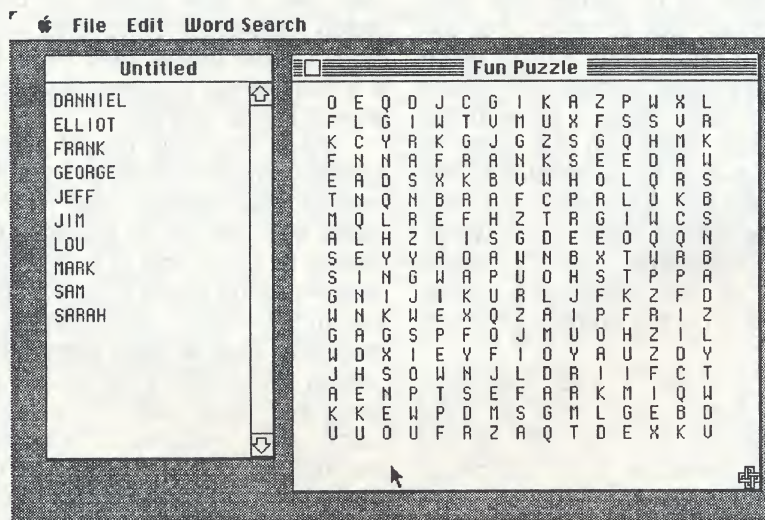 File Edit Word Search
Untitled
DANNIEL
ELLIOT
FRANK
GEORGE
JEFF
JIM
LOU
MARK
SAM
SARAH
Fun Puzzle
O E Q D J C G I K A Z P W X L
F L G I W T V M U X F S S V R
K C Y R K G J G Z S G Q H M K
F N N A F R A N K S E E D A W
E A D S X K B V W H O L Q R S
T N Q N B R A F C P R L U K B
M Q L R E F H Z T R G I W C S
A L H Z L I S G D E E O Q Q N
S E Y Y A D A W N B X T W R B
S I N G W A P U O H S T P P A
G N I J I K U R L J F K Z F D
W N K W E X Q Z A I P F R I Z
G A G S P F O J M U O H Z I L
W D X I E Y F I O Y A U Z D Y
J H S O W N J L D R I I F C T
A E N P T S E F A R K M I Q W
K K E W P D M S G M L G E B D
U U O U F R Z A Q T D E X K V